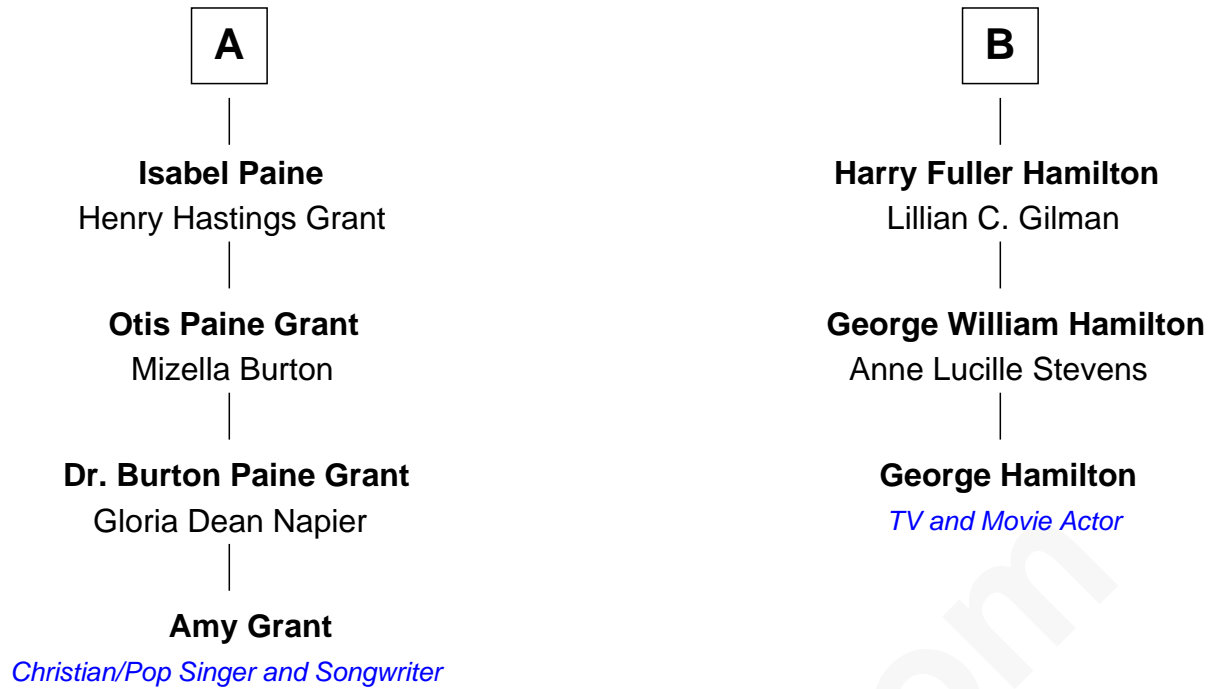 A
Isabel Paine
Henry Hastings Grant
Otis Paine Grant
Mizella Burton
Dr. Burton Paine Grant
Gloria Dean Napier
Amy Grant
Christian/Pop Singer and Songwriter
B
Harry Fuller Hamilton
Lillian C. Gilman
George William Hamilton
Anne Lucille Stevens
George Hamilton
TV and Movie Actor
om